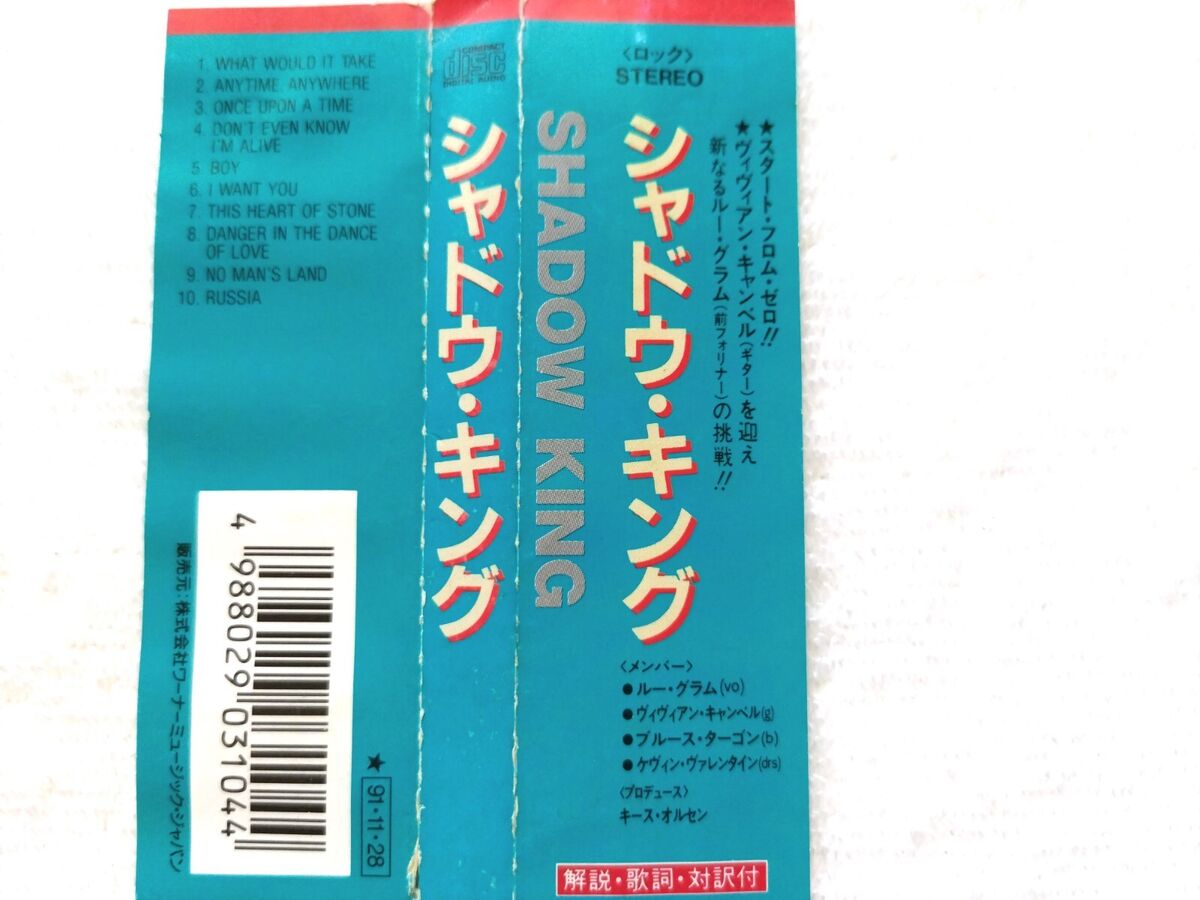 1. WHAT WOULD IT TAKE
2. ANYTIME, ANYWHERE
3. ONCE UPON A TIME
4. DON'T EVEN KNOW
I'M ALIVE
5. BOY
6. I WANT YOU
7. THIS HEART OF STONE
8. DANGER IN THE DANCE
OF LOVE
9. NO MAN'S LAND
10. RUSSIA
4 988029 031044
販売元:株式会社ワーナーミュージック・ジャパン
★ 91・11・28
COMPACT
disc
DIGITAL AUDIO
シャドウ・キング
SHADOW KING
〈ロック〉
STEREO
シャドウ・キング
★スタート・フロム・ゼロ!!
★ヴィヴィアン・キャンベル(ギター)を迎え
新なるルー・グラム(前フォリナー)の挑戦!!
〈メンバー〉
●ルー・グラム(vo)
●ヴィヴィアン・キャンベル(g)
●ブルース・ターゴン(b)
●ケヴィン・ヴァレンタイン(drs)
〈プロデュース〉
キース・オルセン
解説・歌詞・対訳付